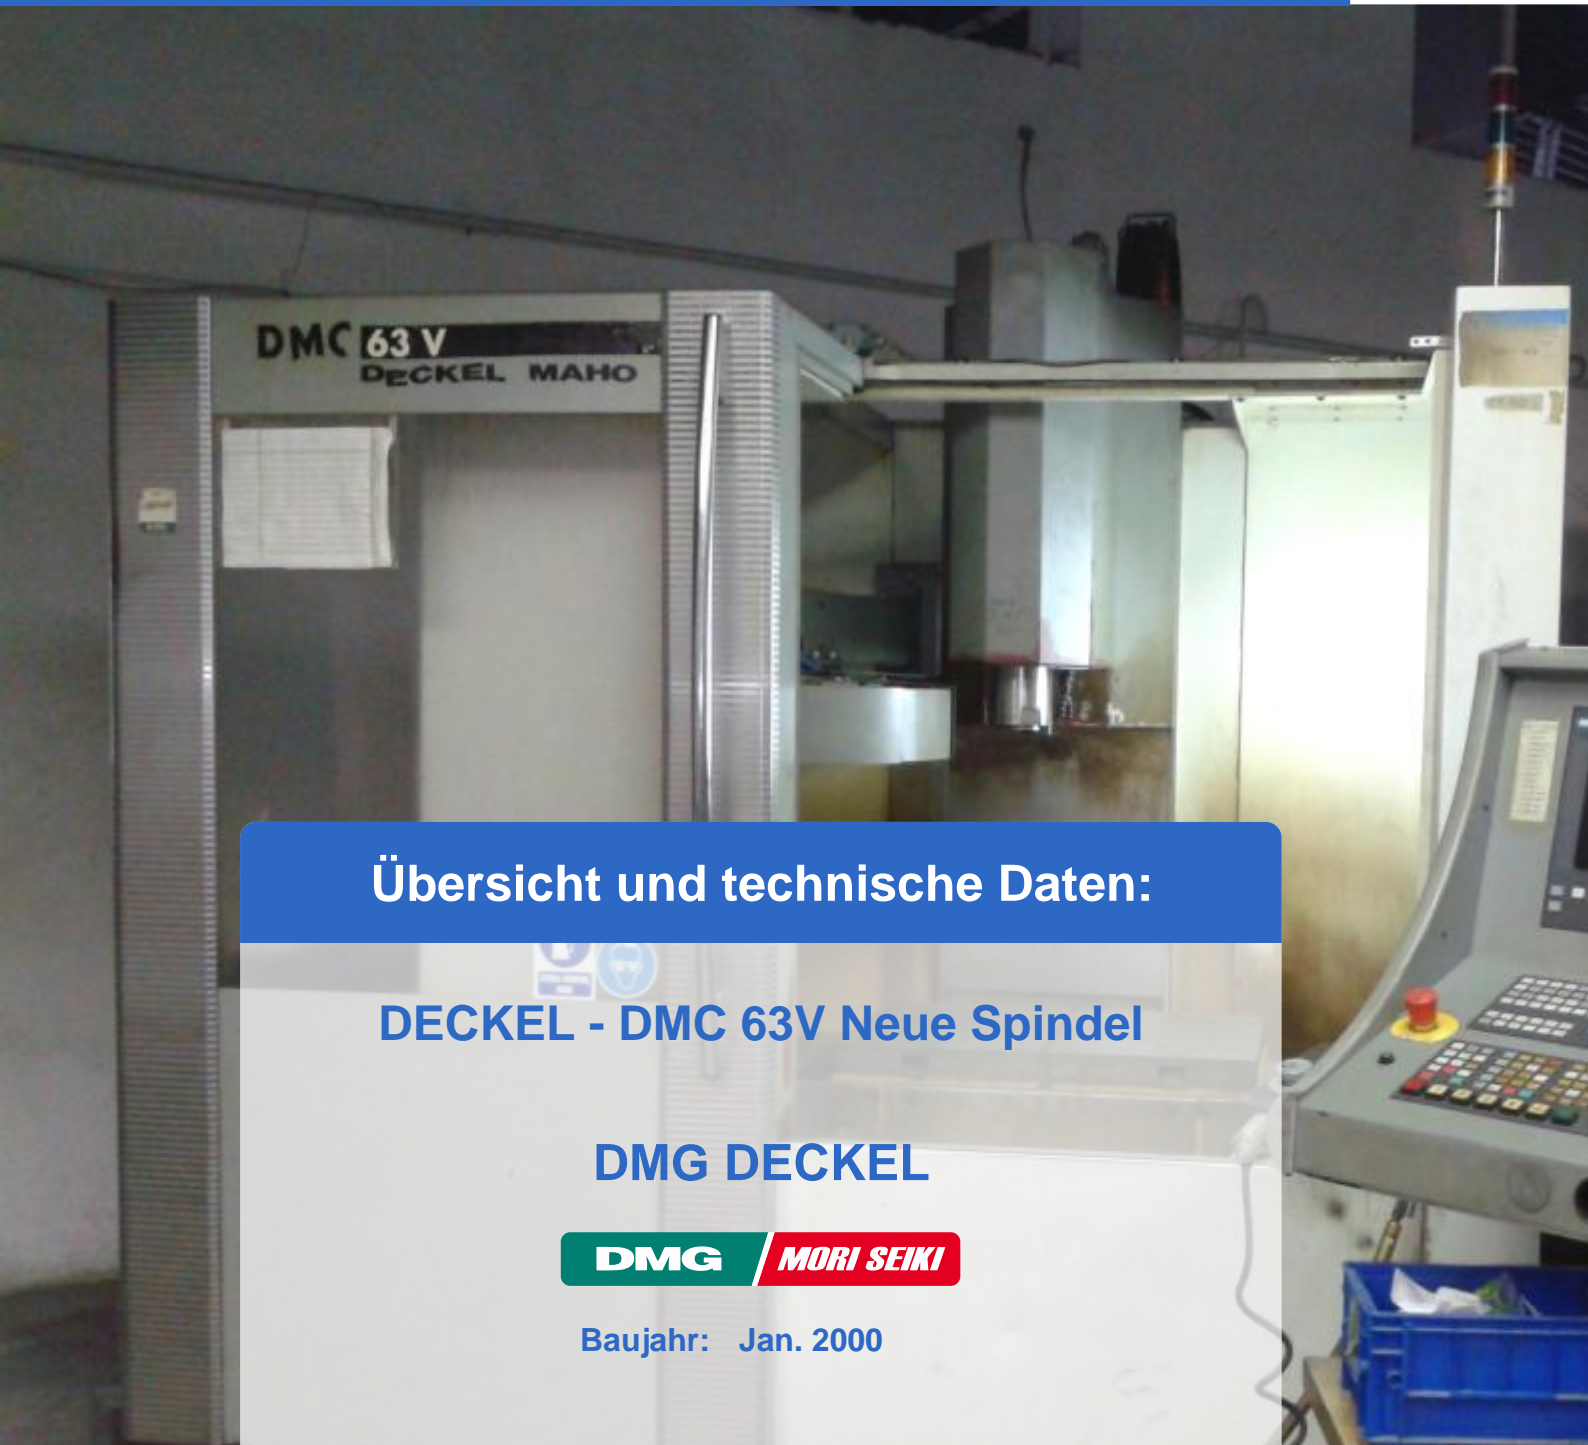 DMC 63 V
DECKEL MAHO
Übersicht und technische Daten:
DECKEL - DMC 63V Neue Spindel
DMG DECKEL
DMG MORI SEIKI
Baujahr: Jan. 2000